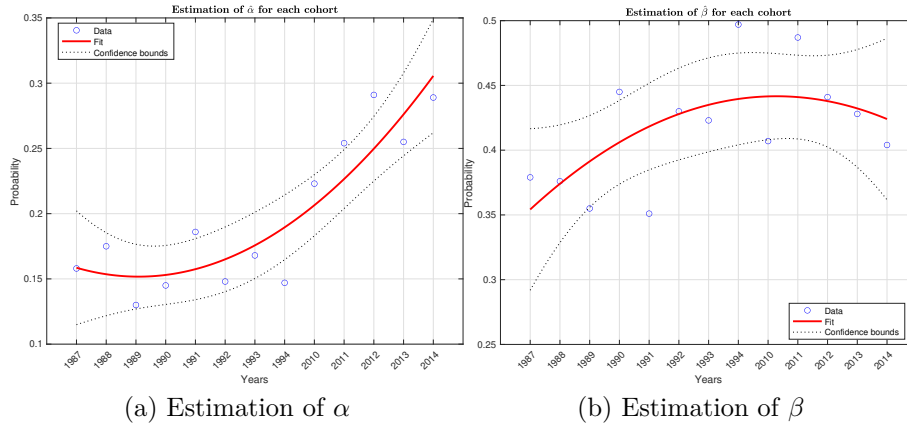 Estimation of α̂ for each cohort
Data
Fit
Confidence bounds
0.35
0.3
0.25
0.2
0.15
0.1
Probability
1987 1988 1989 1990 1991 1992 1993 1994 2010 2011 2012 2013 2014
Years
(a) Estimation of α
Estimation of β̂ for each cohort
0.5
0.45
0.4
0.35
0.3
0.25
Probability
Data
Fit
Confidence bounds
1987 1988 1989 1990 1991 1992 1993 1994 2010 2011 2012 2013 2014
Years
(b) Estimation of β